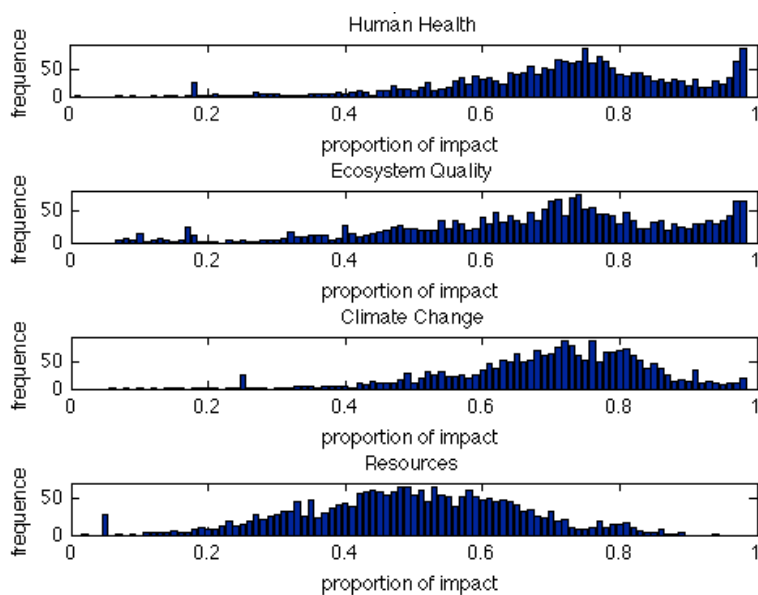 Human Health
frequence
50
0
0 0.2 0.4 0.6 0.8 1
proportion of impact
Ecosystem Quality
frequence
50
0
0 0.2 0.4 0.6 0.8 1
proportion of impact
Climate Change
frequence
50
0
0 0.2 0.4 0.6 0.8 1
proportion of impact
Resources
frequence
50
0
0 0.2 0.4 0.6 0.8 1
proportion of impact